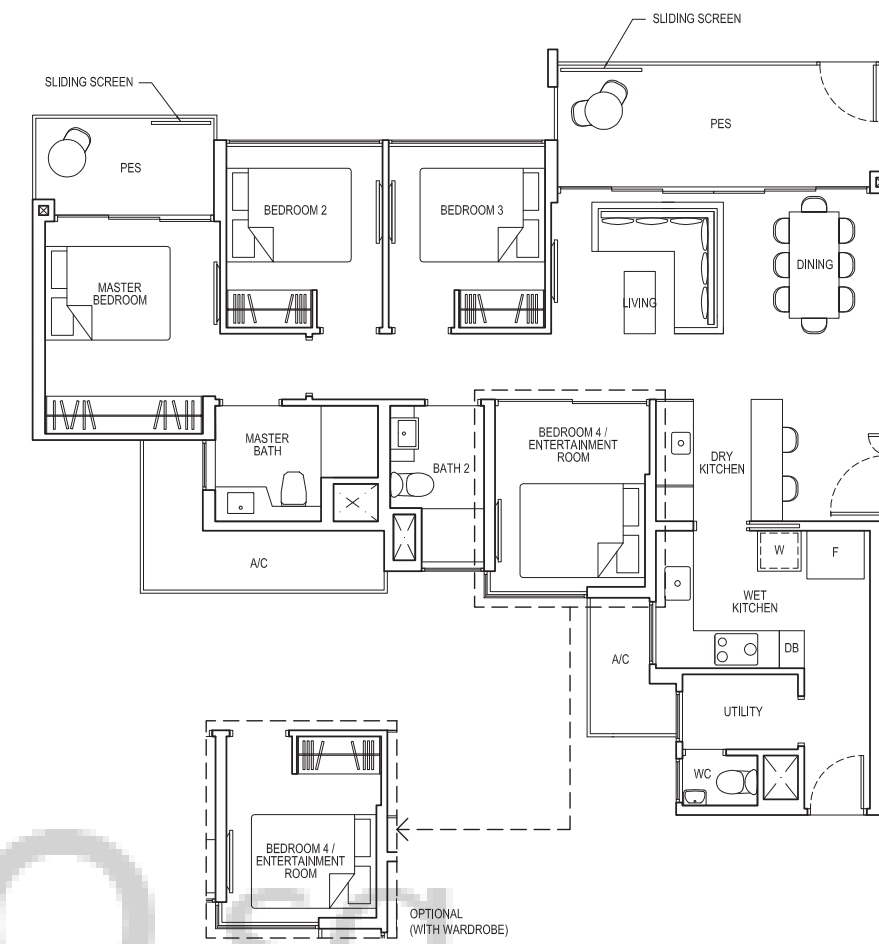 SLIDING SCREEN
SLIDING SCREEN
PES
PES
BEDROOM 2
BEDROOM 3
MASTER
BEDROOM
LIVING
DINING
MASTER
BATH
BATH 2
BEDROOM 4 /
ENTERTAINMENT
ROOM
DRY
KITCHEN
W
F
A/C
WET
KITCHEN
A/C
DB
UTILITY
WC
BEDROOM 4 /
ENTERTAINMENT
ROOM
OPTIONAL
(WITH WARDROBE)